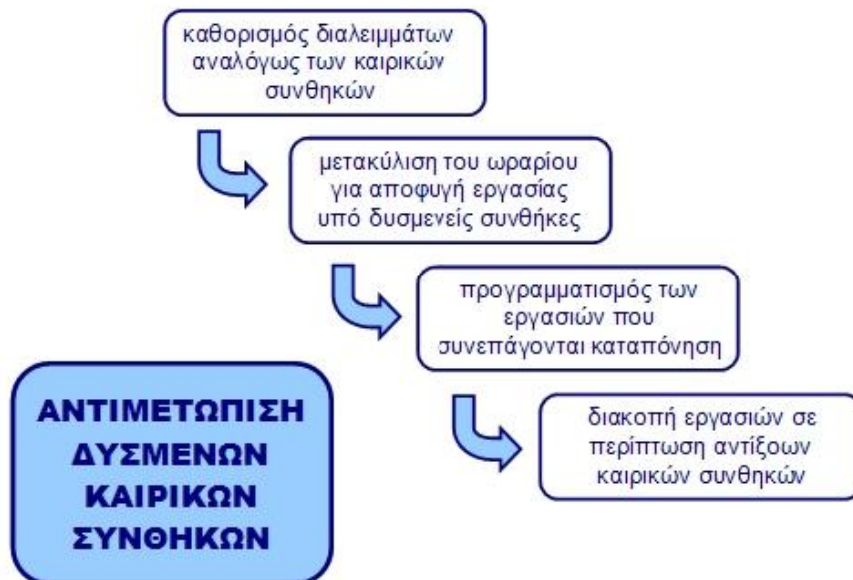 καθορισμός διαλειμμάτων
αναλόγως των καιρικών
συνθηκών
μετακύλιση του ωραρίου
για αποφυγή εργασίας
υπό δυσμενείς συνθήκες
προγραμματισμός των
εργασιών που
συνεπάγονται καταπόνηση
διακοπή εργασιών σε
περίπτωση αντίξοων
καιρικών συνθηκών
ΑΝΤΙΜΕΤΩΠΙΣΗ
ΔΥΣΜΕΝΩΝ
ΚΑΙΡΙΚΩΝ
ΣΥΝΘΗΚΩΝ